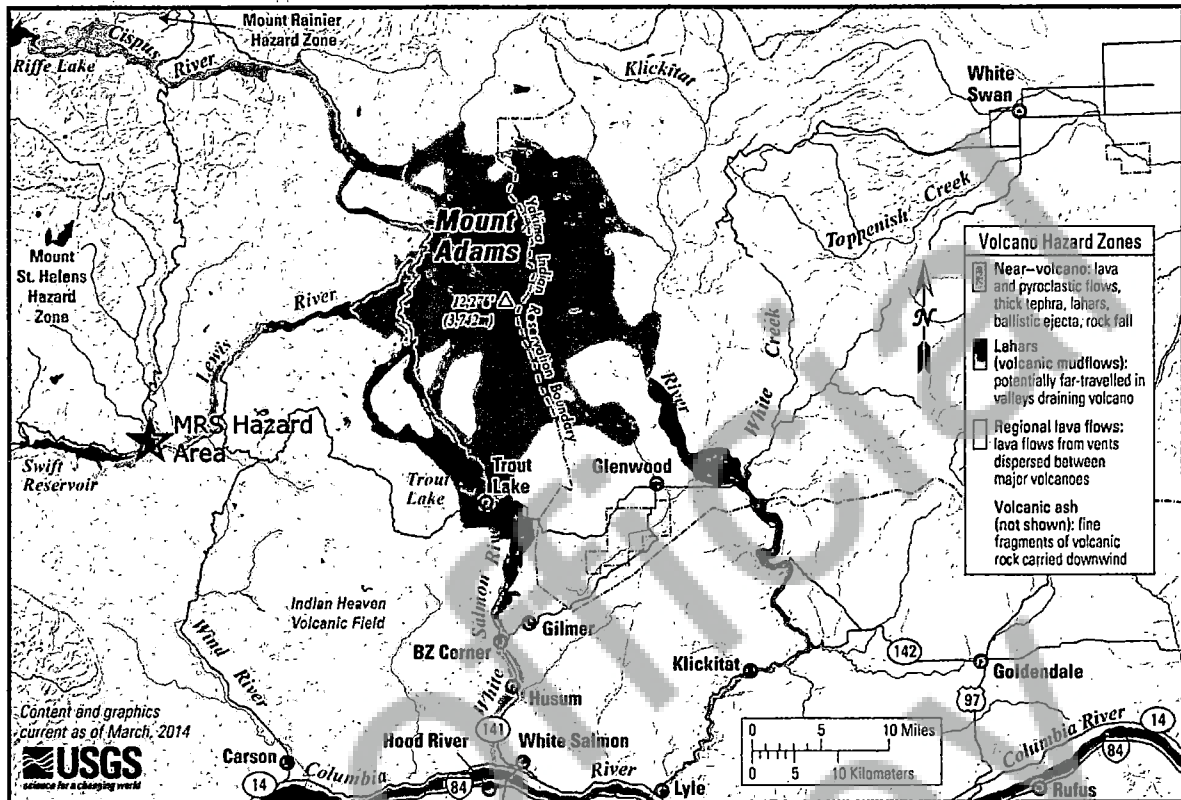 Mount Rainier
Hazard Zone
Cispus
River
Riffe Lake
Klickitat
White
Swan
Toppenish Creek
Mount
Adams
Yakima Indian Reservation Boundary
(3,742m)
Mount
St. Helens
Hazard
Zone
Lewis
River
N
Volcano Hazard Zones
Near-volcano: lava
and pyroclastic flows,
thick tephra, lahars,
ballistic ejecta, rock fall
Lahars
(volcanic mudflows):
potentially far-travelled in
valleys draining volcano
Regional lava flows:
lava flows from vents
dispersed between
major volcanoes
Volcanic ash
(not shown): fine
fragments of volcanic
rock carried downwind
White Creek
River
MRS Hazard
Area
Swift
Reservoir
Trout
Lake
Trout
Lake
Glenwood
Indian Heaven
Volcanic Field
Wind
River
White Salmon River
Gilmer
BZ Corner
Husum
141
Klickitat
142
Goldendale
97
Content and graphics
current as of March, 2014
USGS
science for a changing world
Carson
14
Columbia
Hood River
84
White Salmon
River
Lyle
0 5 10 Miles
0 5 10 Kilometers
Columbia River
14
84
Rufus